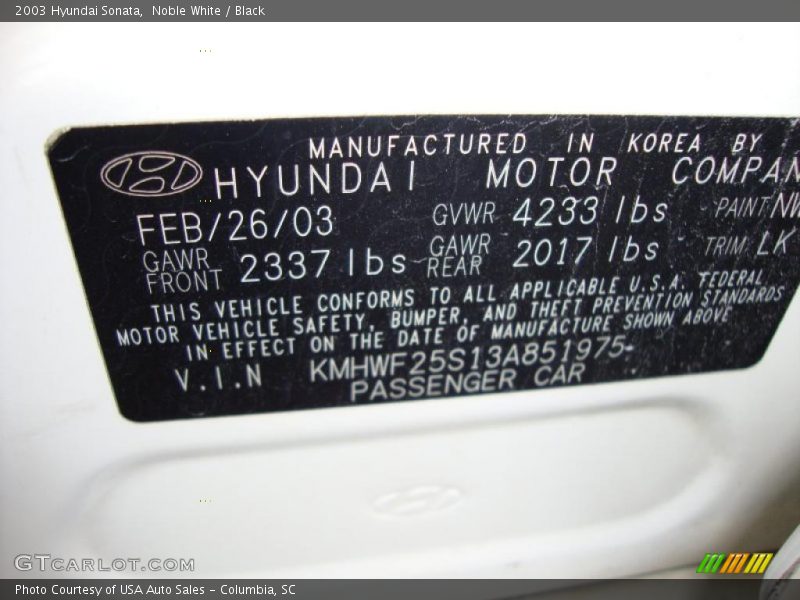 2003 Hyundai Sonata,  Noble White / Black
MANUFACTURED IN KOREA BY
HYUNDAI MOTOR COMPAN
FEB/26/03 GVWR 4233 lbs PAINT NW
GAWR FRONT 2337 lbs GAWR REAR 2017 lbs TRIM LK
THIS VEHICLE CONFORMS TO ALL APPLICABLE U.S.A. FEDERAL
MOTOR VEHICLE SAFETY, BUMPER, AND THEFT PREVENTION STANDARDS
IN EFFECT ON THE DATE OF MANUFACTURE SHOWN ABOVE
V.I.N KMHWF25S13A851975-
PASSENGER CAR
GTCARLOT.COM
Photo Courtesy of USA Auto Sales - Columbia, SC